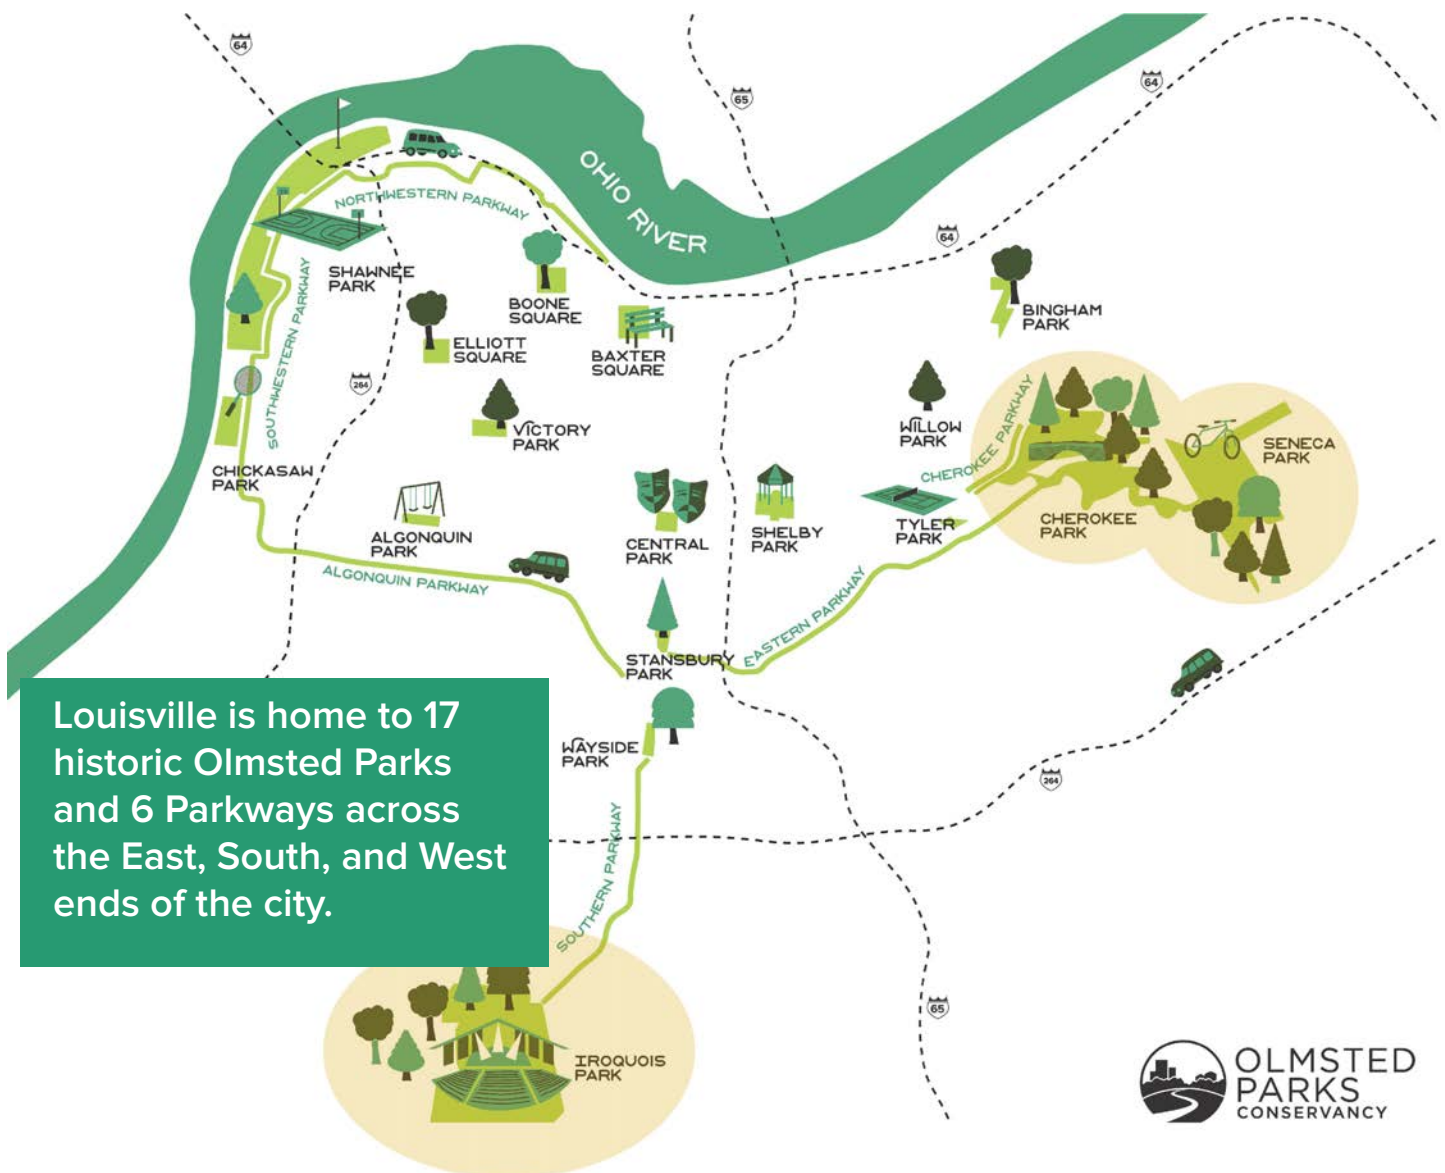 64
65
64
OHIO RIVER
NORTHWESTERN PARKWAY
64
SHAWNEE
PARK
BOONE
SQUARE
BINGHAM
PARK
ELLIOTT
SQUARE
BAXTER
SQUARE
SOUTHWESTERN PARKWAY
264
VICTORY
PARK
WILLOW
PARK
CHEROKEE PARKWAY
SENECA
PARK
CHICKASAW
PARK
ALGONQUIN
PARK
CENTRAL
PARK
SHELBY
PARK
TYLER
PARK
CHEROKEE
PARK
ALGONQUIN PARKWAY
EASTERN PARKWAY
STANSBURY
PARK
Louisville is home to 17
historic Olmsted Parks
and 6 Parkways across
the East, South, and West
ends of the city.
WAYSIDE
PARK
264
SOUTHERN PARKWAY
65
IROQUOIS
PARK
OLMSTED
PARKS
CONSERVANCY